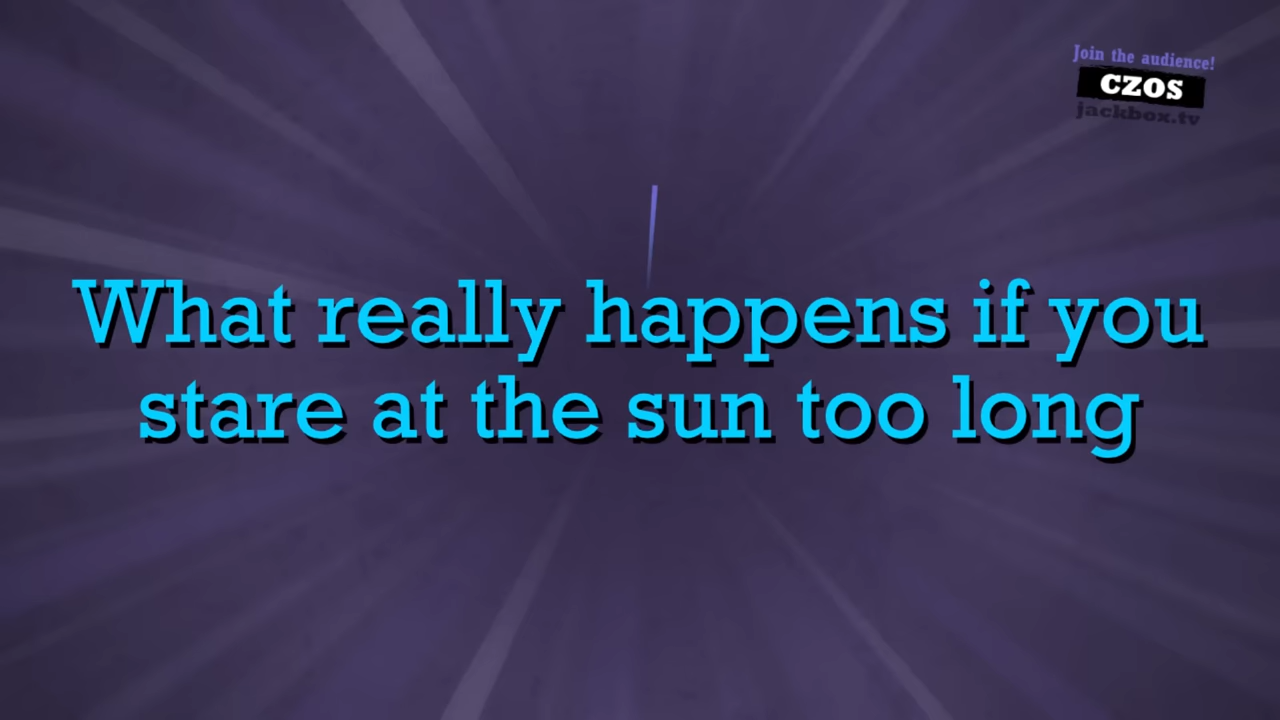 Join the audience!
CZOS
jackbox.tv
What really happens if you
stare at the sun too long